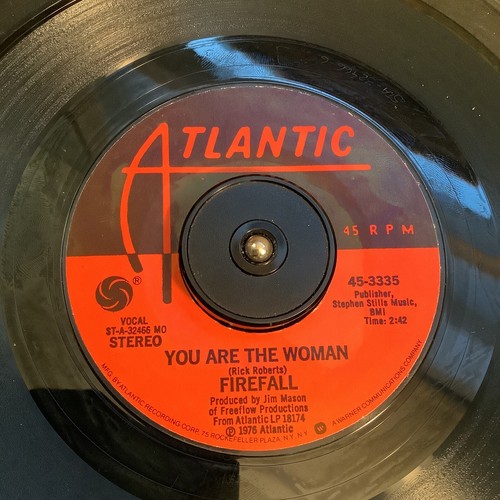 ATLANTIC
45 RPM
®
45-3335
Publisher,
Stephen Stills Music,
BMI
Time: 2:42
VOCAL
ST-A-32466 MO
STEREO
YOU ARE THE WOMAN
(Rick Roberts)
FIREFALL
Produced by Jim Mason
of Freeflow Productions
From Atlantic LP 18174
℗ 1976 Atlantic
MFG. BY ATLANTIC RECORDING CORP. 75 ROCKEFELLER PLAZA, N.Y. N.Y.
A WARNER COMMUNICATIONS COMPANY